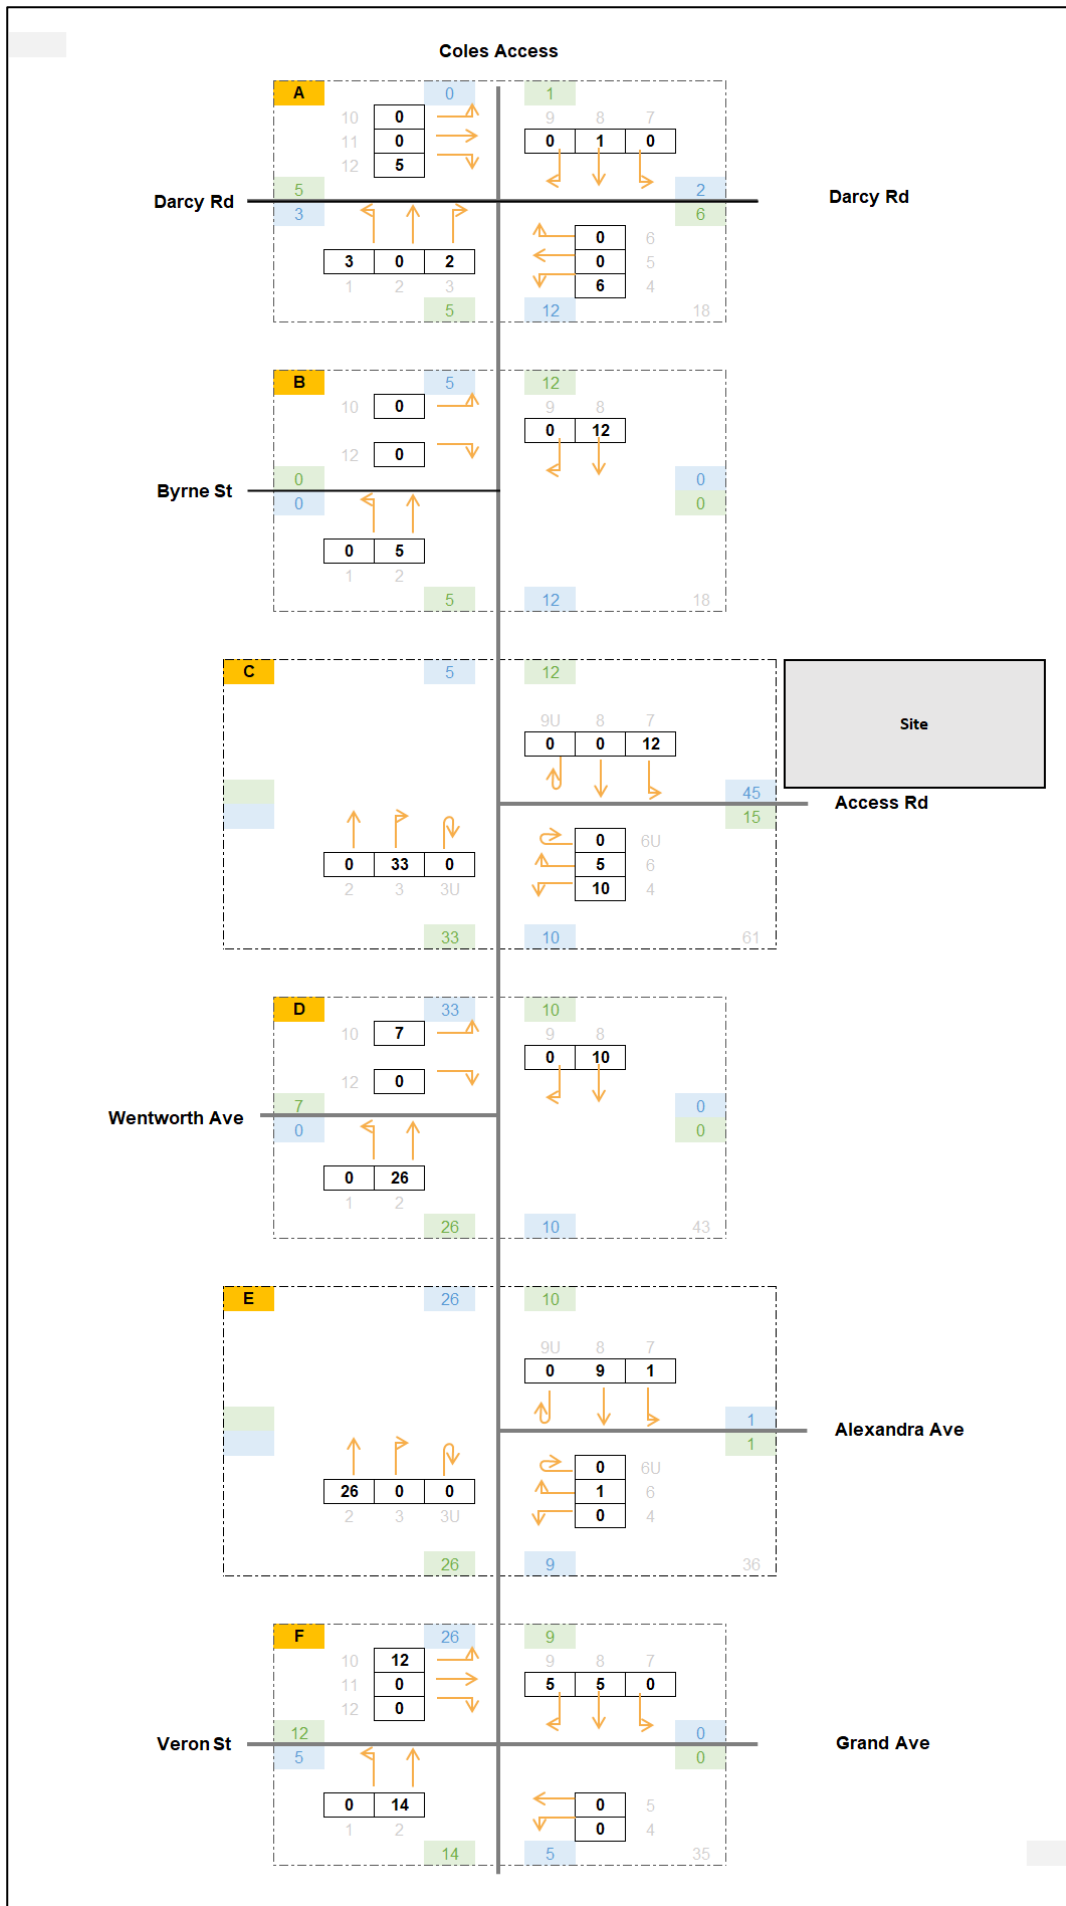 Coles Access
A 0 1
10 0 9 8 7
11 0 0 1 0
12 5
5 2
Darcy Rd Darcy Rd
3 6
0 6
3 0 2 0 5
1 2 3 6 4
5 12 18
B 5 12
10 0 9 8
0 12
12 0
0 0
Byrne St
0 0
0 5
1 2
5 12 18
C 5 12
Site
9U 8 7
0 0 12
45
Access Rd
15
0 6U
0 33 0 5 6
2 3 3U 10 4
33 10 61
D 33 10
10 7 9 8
0 10
12 0
7 0
Wentworth Ave
0 0
0 26
1 2
26 10 43
E 26 10
9U 8 7
0 9 1
1
Alexandra Ave
1
0 6U
26 0 0 1 6
2 3 3U 0 4
26 9 36
F 26 9
10 12 9 8 7
11 0 5 5 0
12 0
12 0
Veron St Grand Ave
5 0
0 14 0 5
1 2 0 4
14 5 35